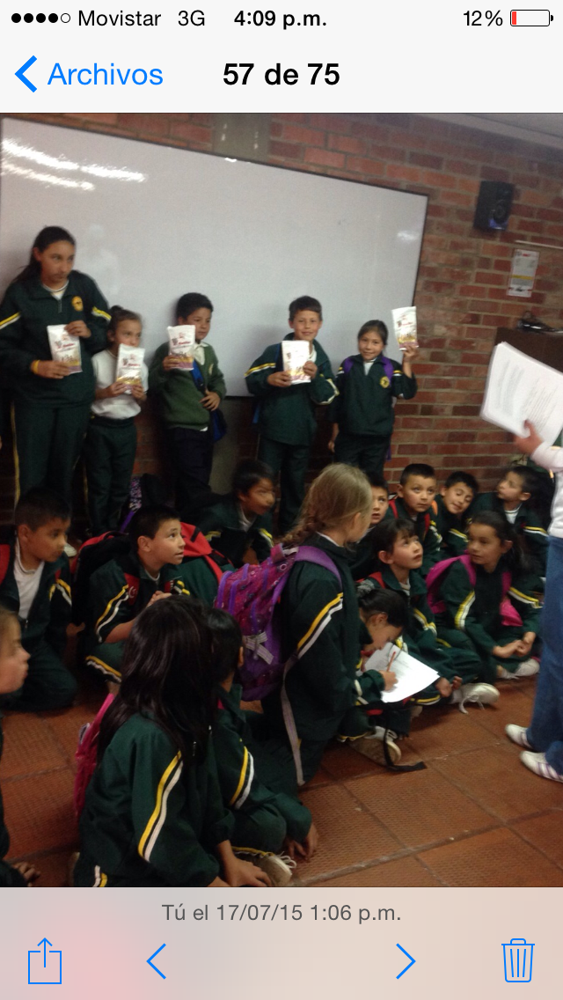 Movistar 3G 4:09 p.m. 12%
Archivos 57 de 75
Tú el 17/07/15 1:06 p.m.